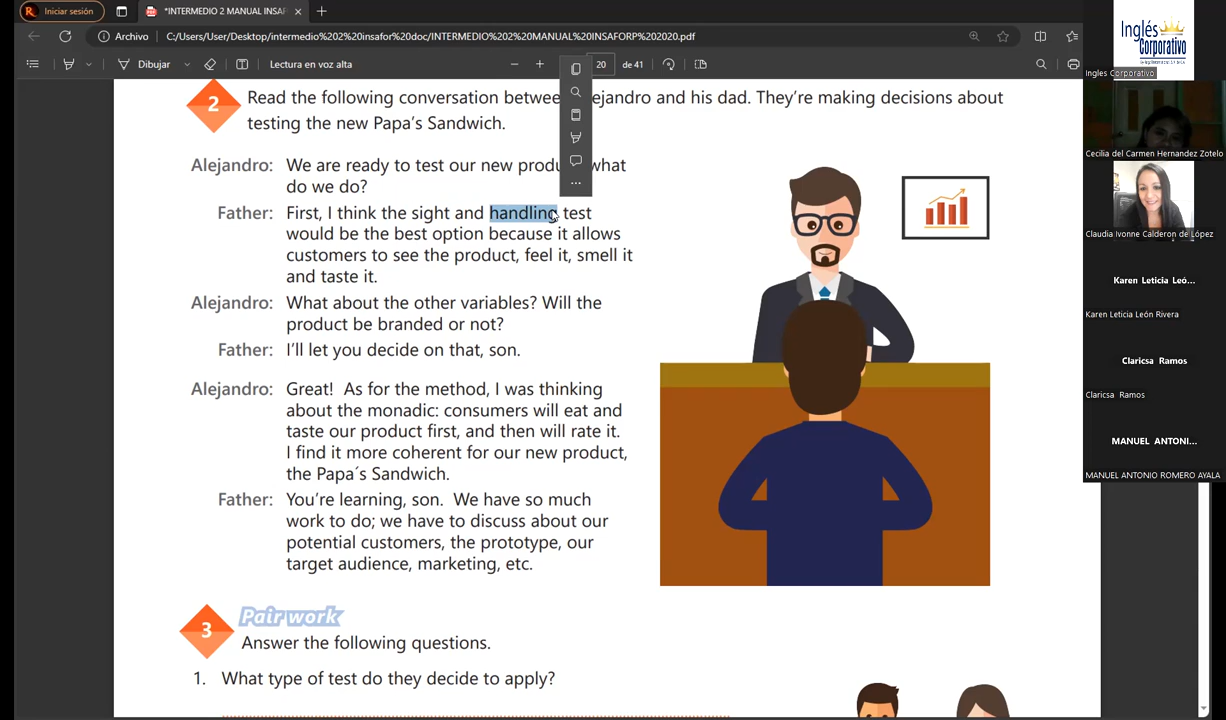 Iniciar sesión
*INTERMEDIO 2 MANUAL INSAF
Archivo
C:/Users/User/Desktop/intermedio%202%20insafor%20doc/INTERMEDIO%202%20MANUAL%20INSAFORP%202020.pdf
Dibujar
Lectura en voz alta
20
de 41
2
Read the following conversation between Alejandro and his dad. They're making decisions about
testing the new Papa's Sandwich.
Alejandro: We are ready to test our new what
do we do?
Father: First, I think the sight and handling test
would be the best option because it allows
customers to see the product, feel it, smell it
and taste it.
Alejandro: What about the other variables? Will the
product be branded or not?
Father: I'll let you decide on that, son.
Alejandro: Great! As for the method, I was thinking
about the monadic: consumers will eat and
taste our product first, and then will rate it.
I find it more coherent for our new product,
the Papa´s Sandwich.
Father: You're learning, son. We have so much
work to do; we have to discuss about our
potential customers, the prototype, our
target audience, marketing, etc.
3
Pair work
Answer the following questions.
1. What type of test do they decide to apply?
Inglés
Corporativo
Ingles Corporativo
Cecilia del Carmen Hernandez Zotelo
Claudia Ivonne Calderon de López
Karen Leticia Leó...
Karen Leticia León Rivera
Claricsa Ramos
Claricsa Ramos
MANUEL ANTONI...
MANUEL ANTONIO ROMERO AYALA